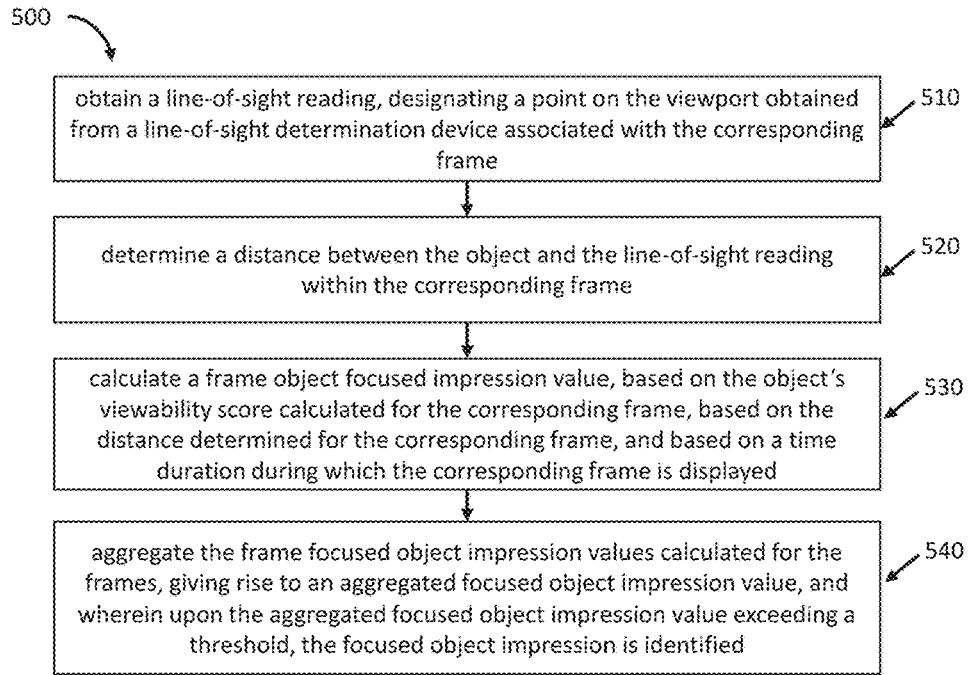 500
obtain a line-of-sight reading, designating a point on the viewport obtained
from a line-of-sight determination device associated with the corresponding
frame
510
determine a distance between the object and the line-of-sight reading
within the corresponding frame
520
calculate a frame object focused impression value, based on the object's
viewability score calculated for the corresponding frame, based on the
distance determined for the corresponding frame, and based on a time
duration during which the corresponding frame is displayed
530
aggregate the frame focused object impression values calculated for the
frames, giving rise to an aggregated focused object impression value, and
wherein upon the aggregated focused object impression value exceeding a
threshold, the focused object impression is identified
540